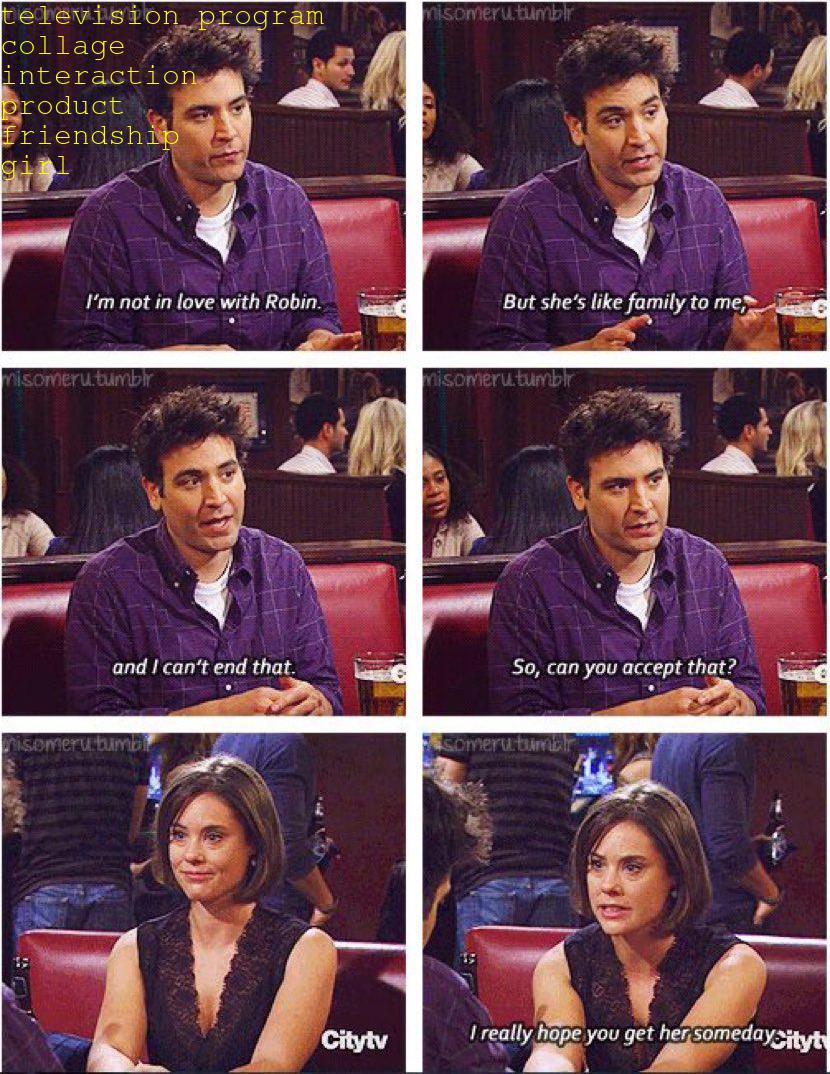 television program
collage
interaction
product
friendship
girl
misomeru.tumblr
I'm not in love with Robin.
misomeru.tumblr
But she's like family to me,
misomeru.tumblr
and I can't end that.
misomeru.tumblr
So, can you accept that?
misomeru.tumblr
Citytv
misomeru.tumblr
I really hope you get her someday.
Citytv